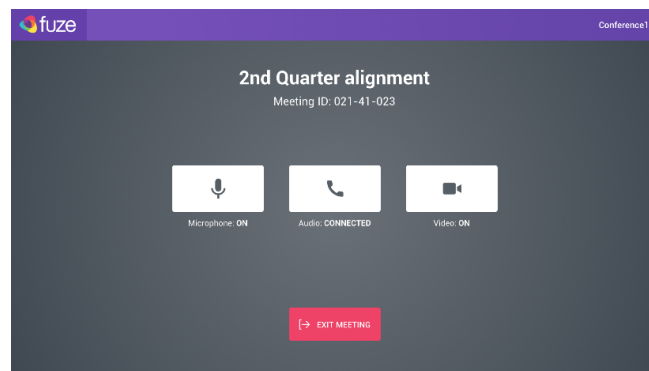 fuze
Conference1
2nd Quarter alignment
Meeting ID: 021-41-023
Microphone: ON
Audio: CONNECTED
Video: ON
EXIT MEETING